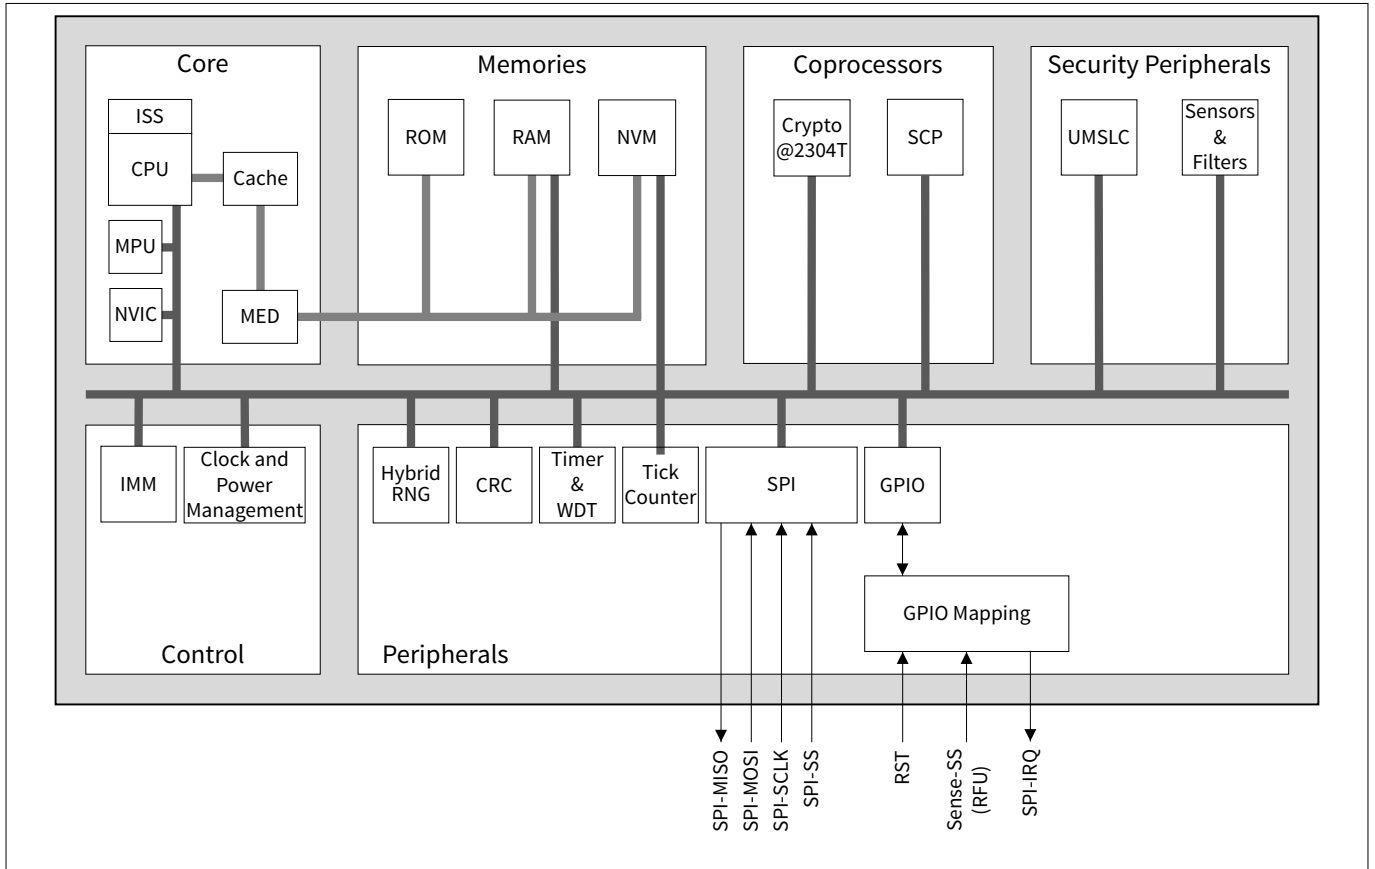 Core
Memories
Coprocessors
Security Peripherals
ISS
CPU
Cache
MPU
NVIC
MED
ROM
RAM
NVM
Crypto
@2304T
SCP
UMSLC
Sensors
&
Filters
IMM
Clock and
Power
Management
Control
Hybrid
RNG
CRC
Timer
&
WDT
Tick
Counter
SPI
GPIO
GPIO Mapping
Peripherals
SPI-MISO
SPI-MOSI
SPI-SCLK
SPI-SS
RST
Sense-SS
(RFU)
SPI-IRQ